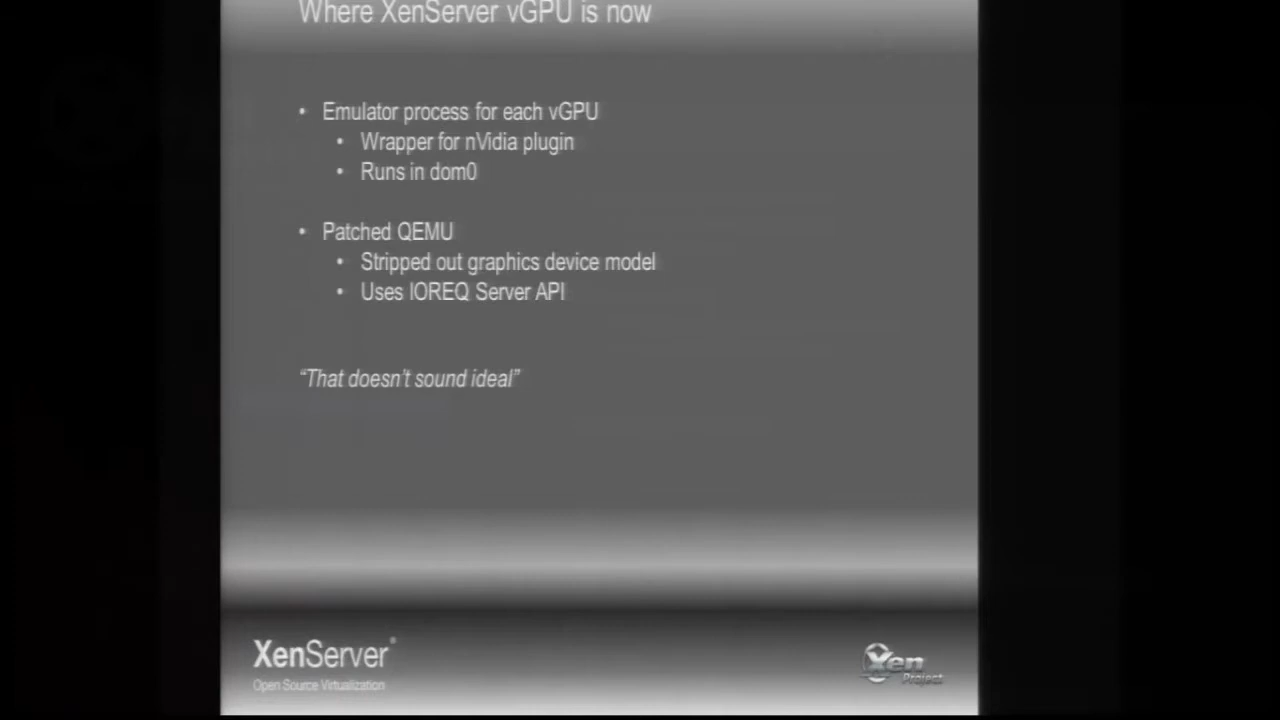 Where XenServer vGPU is now
• Emulator process for each vGPU
• Wrapper for nVidia plugin
• Runs in dom0
• Patched QEMU
• Stripped out graphics device model
• Uses IOREQ Server API
“That doesn’t sound ideal”
XenServer®
Open Source Virtualization
Xen
Project